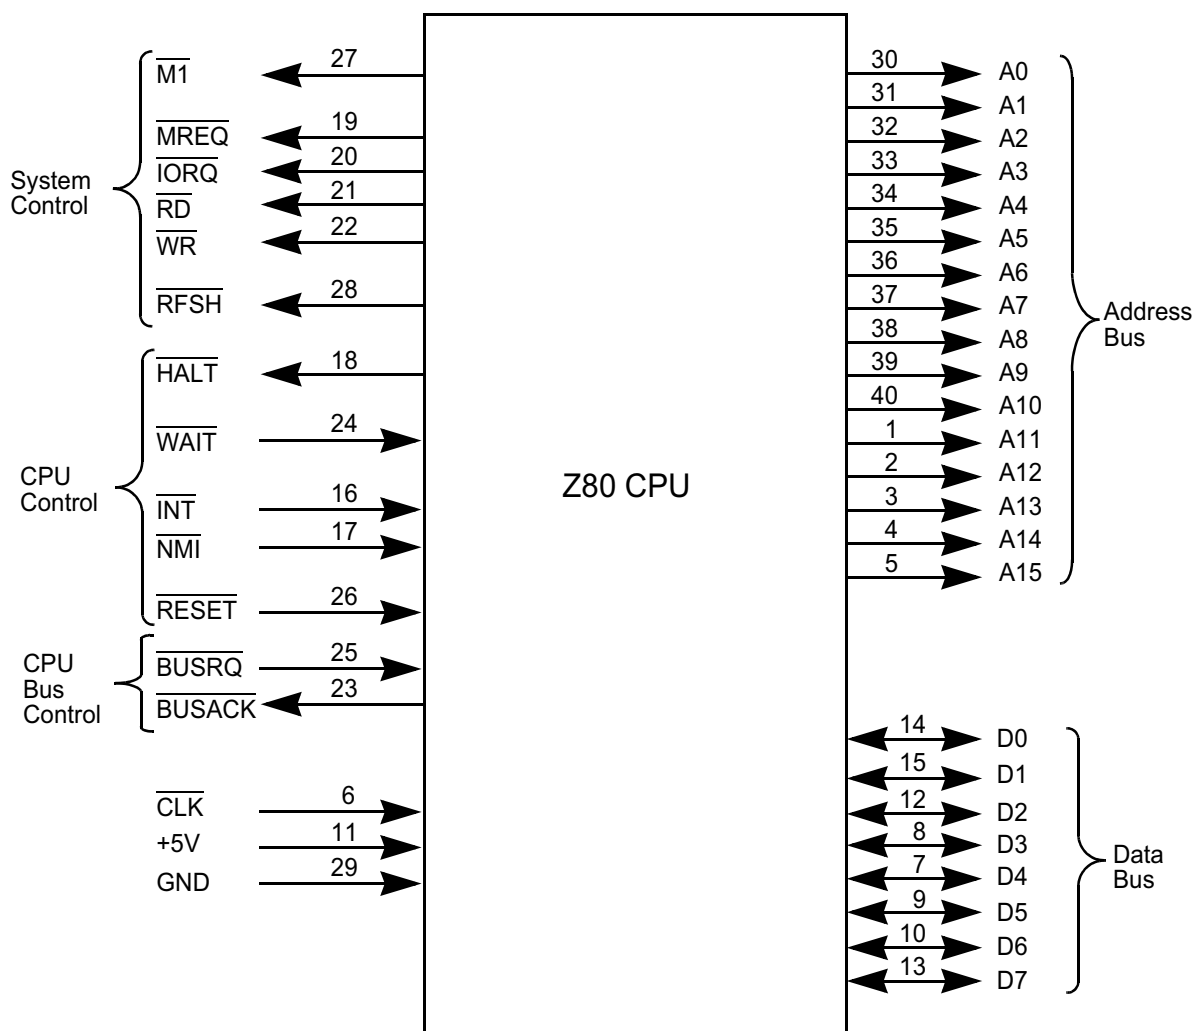 System
Control
M1
27
MREQ
19
IORQ
20
RD
21
WR
22
RFSH
28
CPU
Control
HALT
18
WAIT
24
INT
16
NMI
17
RESET
26
CPU
Bus
Control
BUSRQ
25
BUSACK
23
CLK
6
+5V
11
GND
29
Z80 CPU
30
A0
31
A1
32
A2
33
A3
34
A4
35
A5
36
A6
37
A7
38
A8
39
A9
40
A10
1
A11
2
A12
3
A13
4
A14
5
A15
Address
Bus
14
D0
15
D1
12
D2
8
D3
7
D4
9
D5
10
D6
13
D7
Data
Bus